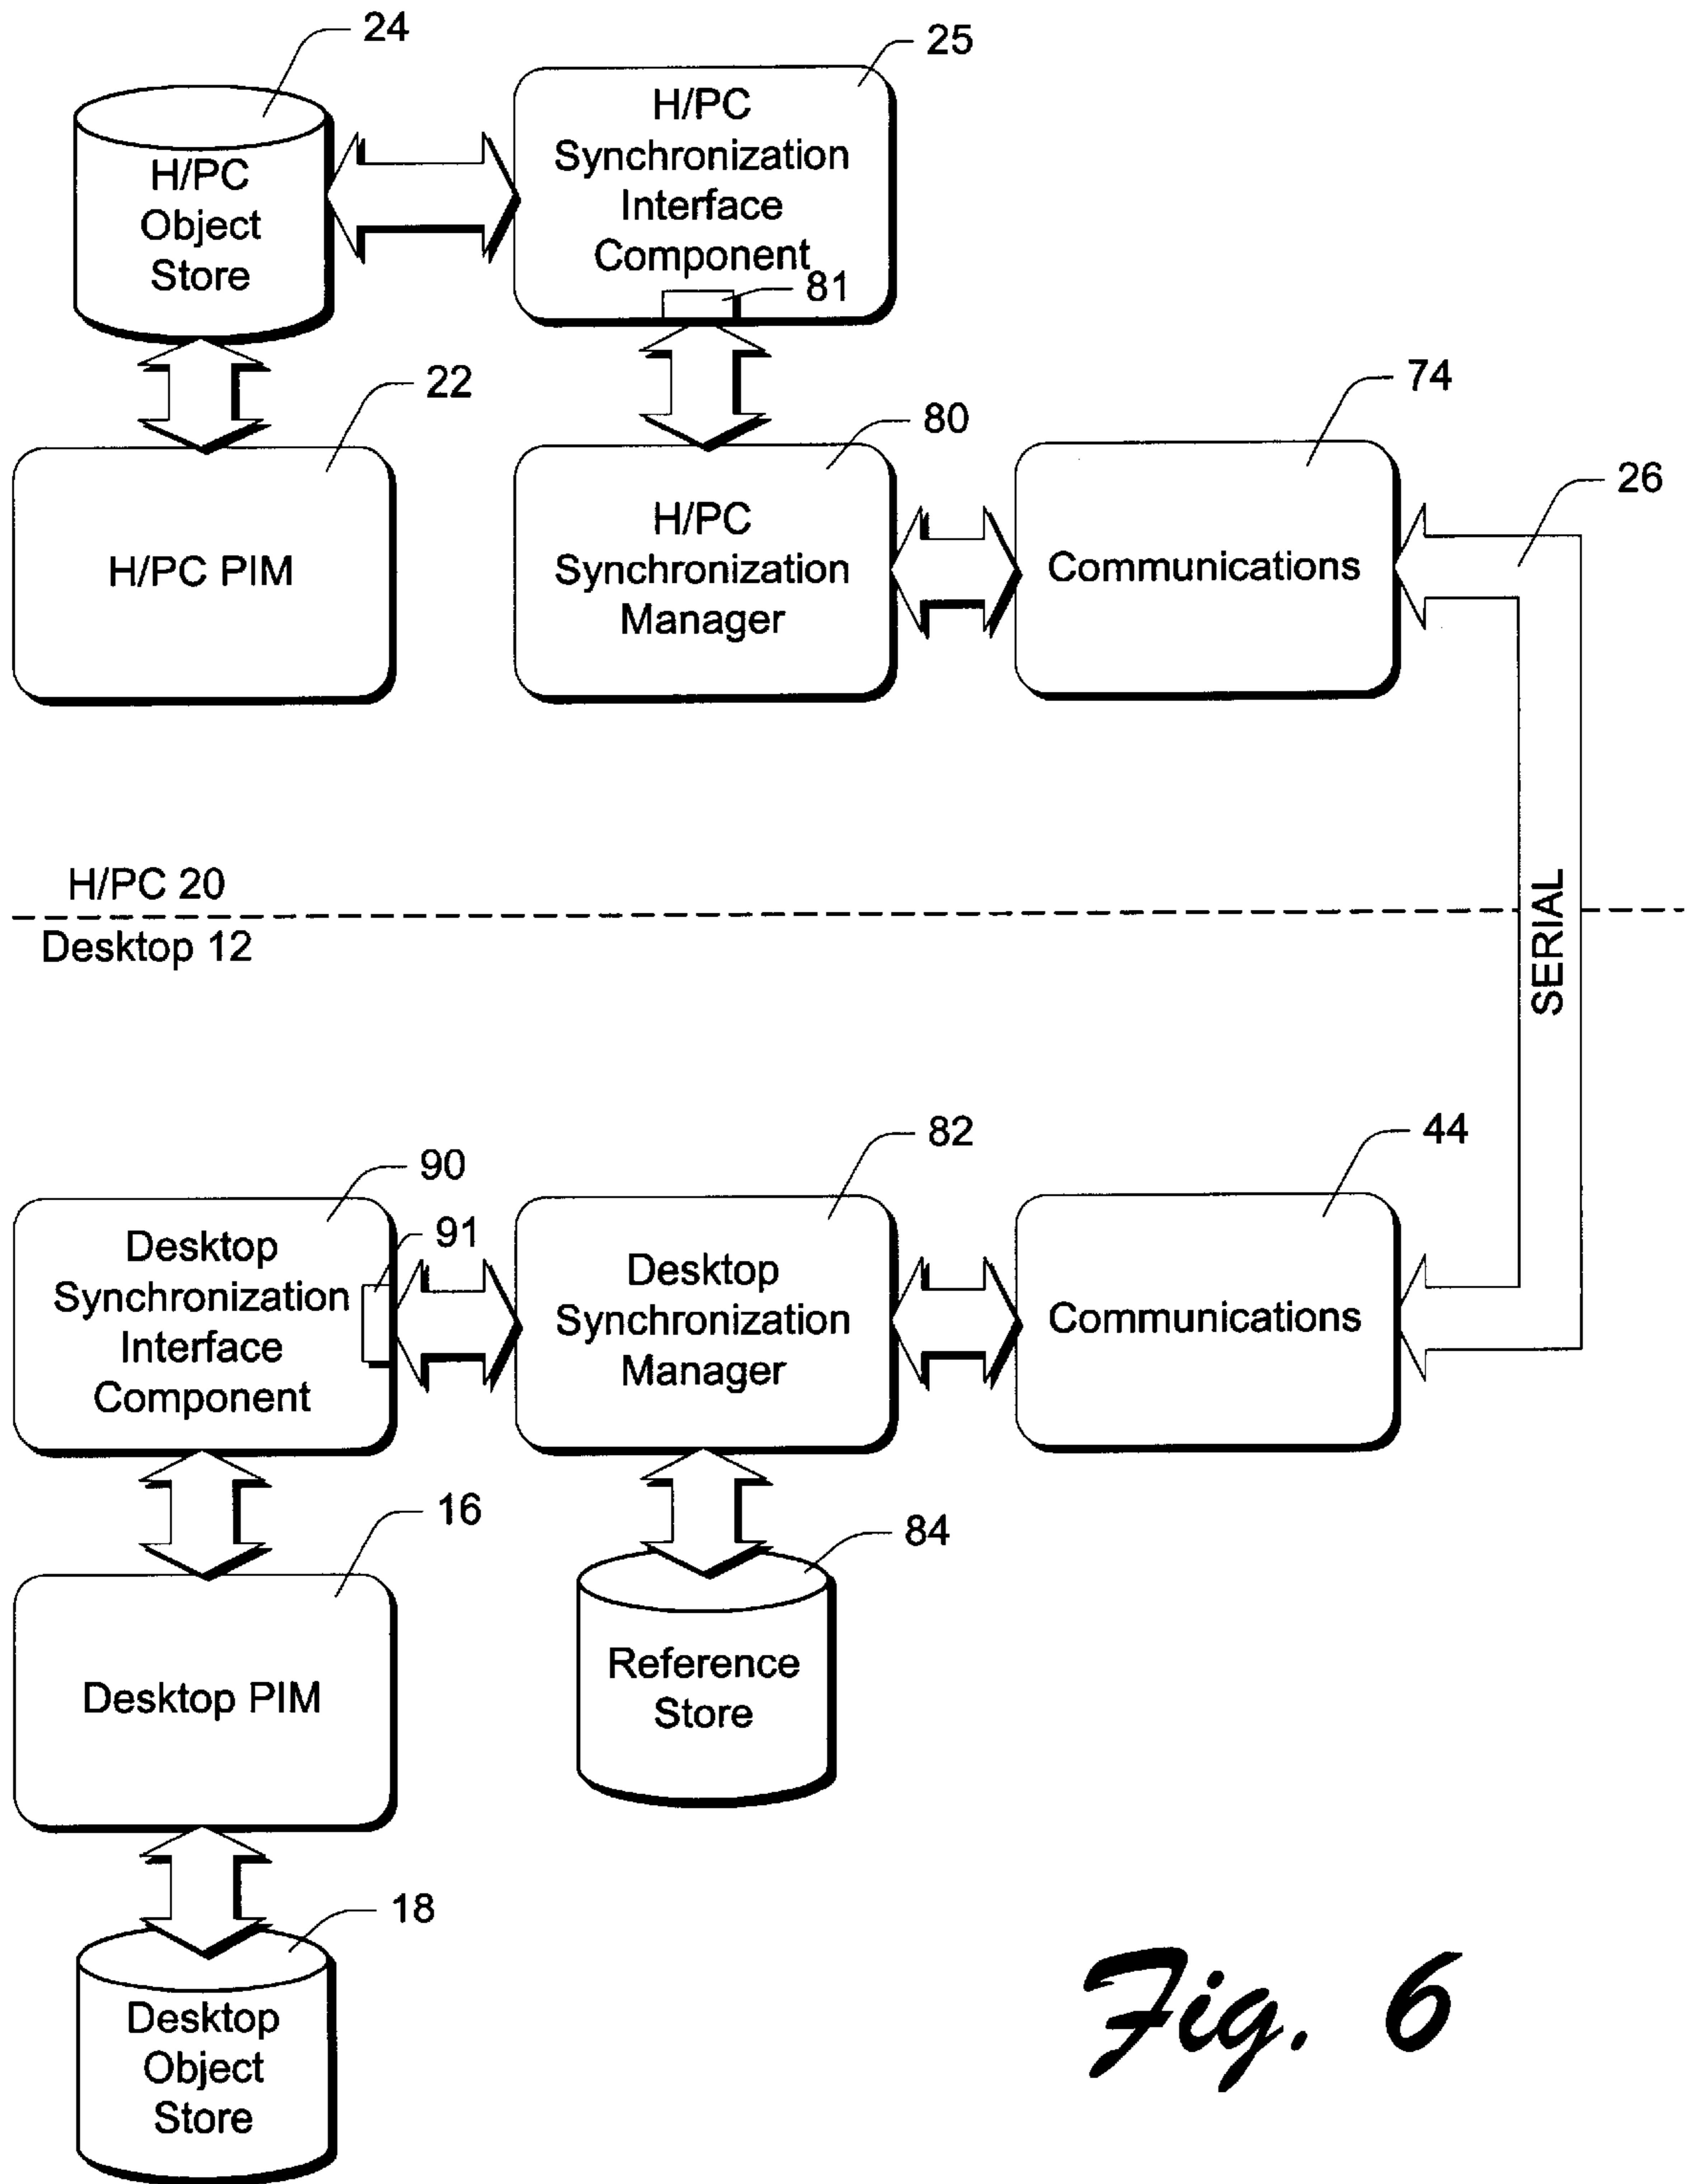 24
25
H/PC
Object
Store
H/PC
Synchronization
Interface
Component
81
22
80
74
26
H/PC PIM
H/PC
Synchronization
Manager
Communications
H/PC 20
Desktop 12
SERIAL
90
91
82
44
Desktop
Synchronization
Interface
Component
Desktop
Synchronization
Manager
Communications
16
84
Desktop PIM
Reference
Store
18
Desktop
Object
Store
Fig. 6